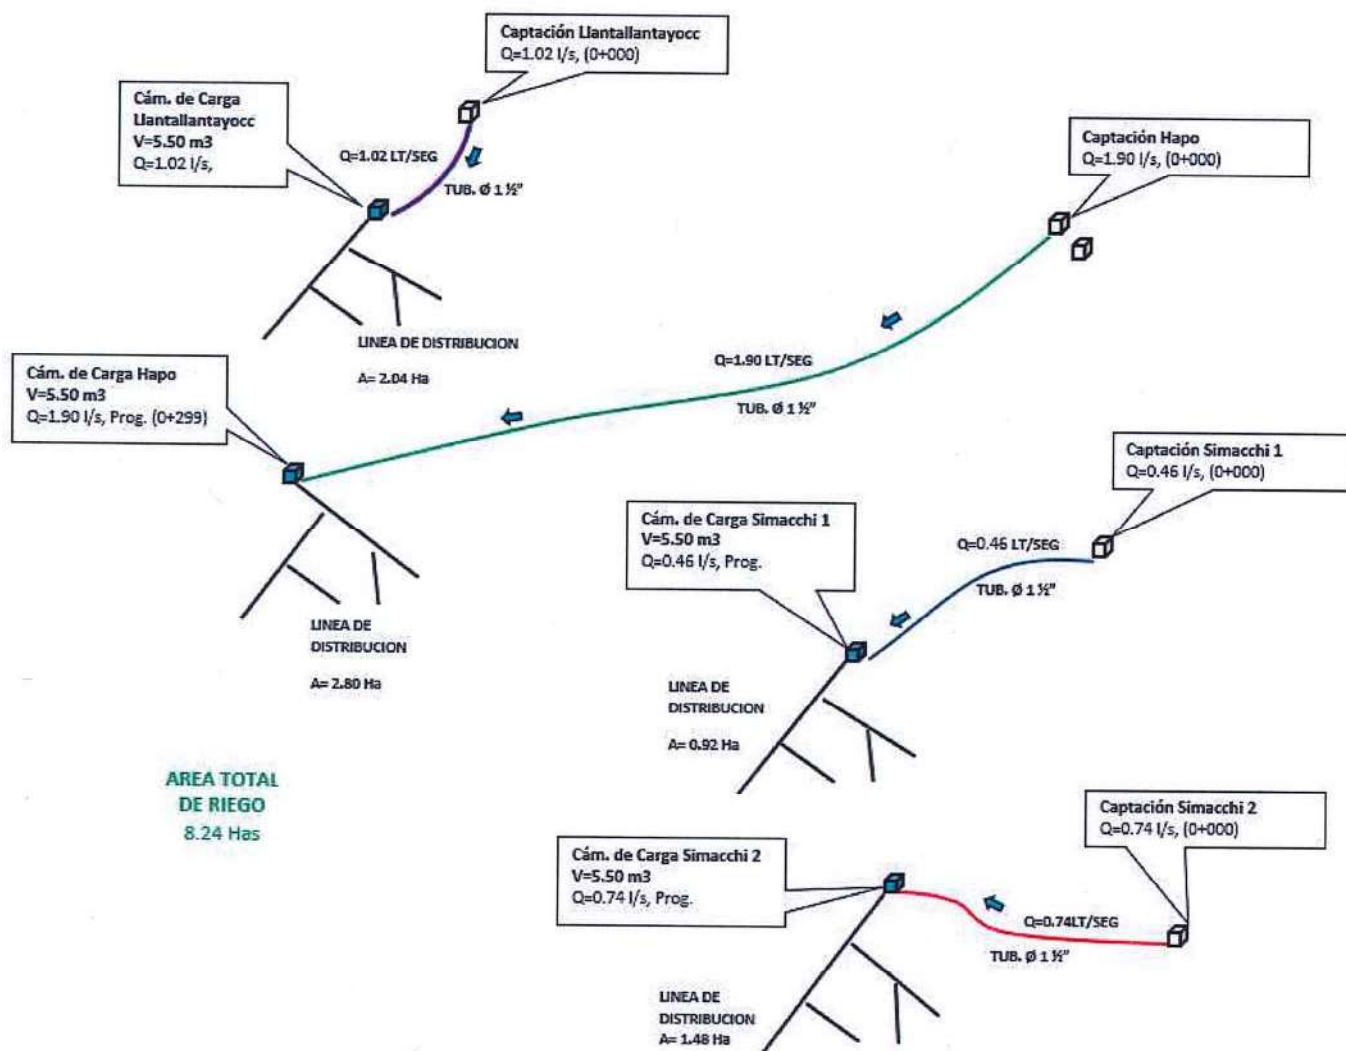 Captación Llantallantayocc
Q=1.02 l/s, (0+000)
Cám. de Carga
Llantallantayocc
V=5.50 m3
Q=1.02 l/s,
Q=1.02 LT/SEG
TUB. Ø 1 ½"
LINEA DE DISTRIBUCION
A= 2.04 Ha
Captación Hapo
Q=1.90 l/s, (0+000)
Q=1.90 LT/SEG
TUB. Ø 1 ½"
Cám. de Carga Hapo
V=5.50 m3
Q=1.90 l/s, Prog. (0+299)
LINEA DE
DISTRIBUCION
A= 2.80 Ha
Captación Simacchi 1
Q=0.46 l/s, (0+000)
Cám. de Carga Simacchi 1
V=5.50 m3
Q=0.46 l/s, Prog.
Q=0.46 LT/SEG
TUB. Ø 1 ½"
LINEA DE
DISTRIBUCION
A= 0.92 Ha
AREA TOTAL
DE RIEGO
8.24 Has
Captación Simacchi 2
Q=0.74 l/s, (0+000)
Cám. de Carga Simacchi 2
V=5.50 m3
Q=0.74 l/s, Prog.
Q=0.74LT/SEG
TUB. Ø 1 ½"
LINEA DE
DISTRIBUCION
A= 1.48 Ha